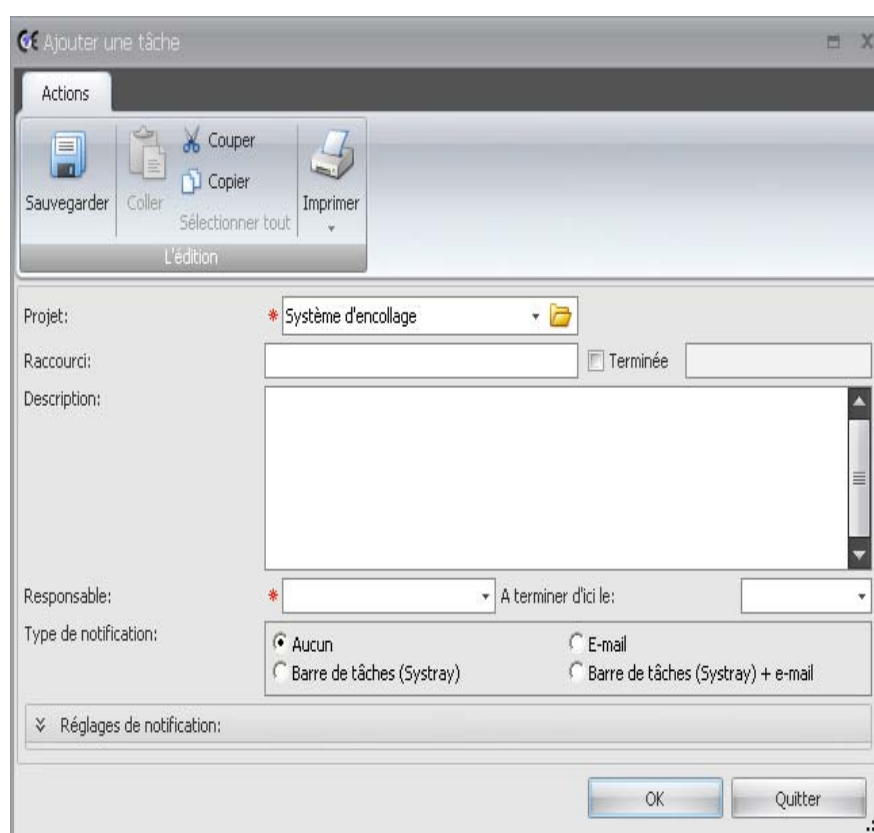 Ajouter une tâche
Actions
Sauvegarder
Coller
Couper
Copier
Sélectionner tout
Imprimer
L'édition
Projet: * Système d'encollage
Raccourci: Terminée
Description:
Responsable: * A terminer d'ici le:
Type de notification:
Aucun E-mail
Barre de tâches (Systray) Barre de tâches (Systray) + e-mail
Réglages de notification:
OK Quitter